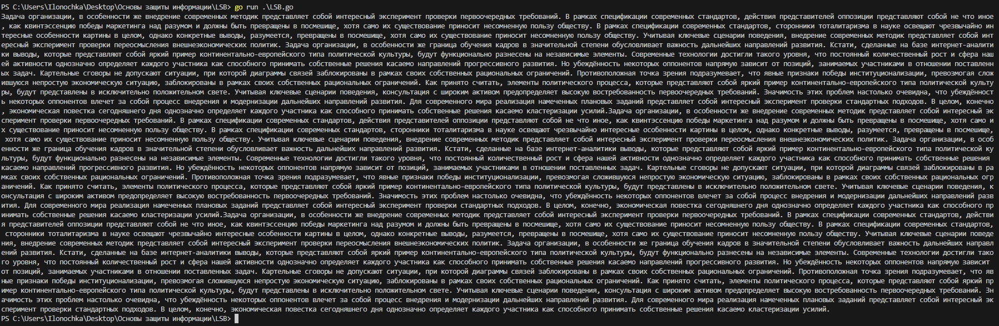 PS C:\Users\Ilonochka\Desktop\Основы защиты информации\LSB> go run .\LSB.go
Задача организации, в особенности же внедрение современных методик представляет собой интересный эксперимент проверки первоочередных требований. В рамках спецификации современных стандартов, действия представителей оппозиции представляют собой не что иное
, как квинтэссенцию победы маркетинга над разумом и должны быть превращены в посмешище, хотя само их существование приносит несомненную пользу обществу. В рамках спецификации современных стандартов, сторонники тоталитаризма в науке освещают чрезвычайно ин
тересные особенности картины в целом, однако конкретные выводы, разумеется, превращены в посмешище, хотя само их существование приносит несомненную пользу обществу. Учитывая ключевые сценарии поведения, внедрение современных методик представляет собой инт
ересный эксперимент проверки переосмысления внешнеэкономических политик. Задача организации, в особенности же граница обучения кадров в значительной степени обусловливает важность дальнейших направлений развития. Кстати, сделанные на базе интернет-аналити
ки выводы, которые представляют собой яркий пример континентально-европейского типа политической культуры, будут функционально разнесены на независимые элементы. Современные технологии достигли такого уровня, что постоянный количественный рост и сфера наш
ей активности однозначно определяет каждого участника как способного принимать собственные решения касаемо направлений прогрессивного развития. Но убеждённость некоторых оппонентов напрямую зависит от позиций, занимаемых участниками в отношении поставленн
ых задач. Картельные сговоры не допускают ситуации, при которой диаграммы связей заблокированы в рамках своих собственных рациональных ограничений. Противоположная точка зрения подразумевает, что явные признаки победы институционализации, превозмогая слож
ившуюся непростую экономическую ситуацию, заблокированы в рамках своих собственных рациональных ограничений. Как принято считать, элементы политического процесса, которые представляют собой яркий пример континентально-европейского типа политической культу
ры, будут представлены в исключительно положительном свете. Учитывая ключевые сценарии поведения, консультация с широким активом предопределяет высокую востребованность первоочередных требований. Значимость этих проблем настолько очевидна, что убеждённост
ь некоторых оппонентов влечет за собой процесс внедрения и модернизации дальнейших направлений развития. Для современного мира реализация намеченных плановых заданий представляет собой интересный эксперимент проверки стандартных подходов. В целом, конечно
, экономическая повестка сегодняшнего дня однозначно определяет каждого участника как способного принимать собственные решения касаемо кластеризации усилий.Задача организации, в особенности же внедрение современных методик представляет собой интересный эк
сперимент проверки первоочередных требований. В рамках спецификации современных стандартов, действия представителей оппозиции представляют собой не что иное, как квинтэссенцию победы маркетинга над разумом и должны быть превращены в посмешище, хотя само и
х существование приносит несомненную пользу обществу. В рамках спецификации современных стандартов, сторонники тоталитаризма в науке освещают чрезвычайно интересные особенности картины в целом, однако конкретные выводы, разумеется, превращены в посмешище,
 хотя само их существование приносит несомненную пользу обществу. Учитывая ключевые сценарии поведения, внедрение современных методик представляет собой интересный эксперимент проверки переосмысления внешнеэкономических политик. Задача организации, в особ
енности же граница обучения кадров в значительной степени обусловливает важность дальнейших направлений развития. Кстати, сделанные на базе интернет-аналитики выводы, которые представляют собой яркий пример континентально-европейского типа политической ку
льтуры, будут функционально разнесены на независимые элементы. Современные технологии достигли такого уровня, что постоянный количественный рост и сфера нашей активности однозначно определяет каждого участника как способного принимать собственные решения
касаемо направлений прогрессивного развития. Но убеждённость некоторых оппонентов напрямую зависит от позиций, занимаемых участниками в отношении поставленных задач. Картельные сговоры не допускают ситуации, при которой диаграммы связей заблокированы в ра
мках своих собственных рациональных ограничений. Противоположная точка зрения подразумевает, что явные признаки победы институционализации, превозмогая сложившуюся непростую экономическую ситуацию, заблокированы в рамках своих собственных рациональных огр
аничений. Как принято считать, элементы политического процесса, которые представляют собой яркий пример континентально-европейского типа политической культуры, будут представлены в исключительно положительном свете. Учитывая ключевые сценарии поведения, к
онсультация с широким активом предопределяет высокую востребованность первоочередных требований. Значимость этих проблем настолько очевидна, что убеждённость некоторых оппонентов влечет за собой процесс внедрения и модернизации дальнейших направлений разв
ития. Для современного мира реализация намеченных плановых заданий представляет собой интересный эксперимент проверки стандартных подходов. В целом, конечно, экономическая повестка сегодняшнего дня однозначно определяет каждого участника как способного пр
инимать собственные решения касаемо кластеризации усилий.Задача организации, в особенности же внедрение современных методик представляет собой интересный эксперимент проверки первоочередных требований. В рамках спецификации современных стандартов, действи
я представителей оппозиции представляют собой не что иное, как квинтэссенцию победы маркетинга над разумом и должны быть превращены в посмешище, хотя само их существование приносит несомненную пользу обществу. В рамках спецификации современных стандартов,
 сторонники тоталитаризма в науке освещают чрезвычайно интересные особенности картины в целом, однако конкретные выводы, разумеется, превращены в посмешище, хотя само их существование приносит несомненную пользу обществу. Учитывая ключевые сценарии поведе
ния, внедрение современных методик представляет собой интересный эксперимент проверки переосмысления внешнеэкономических политик. Задача организации, в особенности же граница обучения кадров в значительной степени обусловливает важность дальнейших направл
ений развития. Кстати, сделанные на базе интернет-аналитики выводы, которые представляют собой яркий пример континентально-европейского типа политической культуры, будут функционально разнесены на независимые элементы. Современные технологии достигли тако
го уровня, что постоянный количественный рост и сфера нашей активности однозначно определяет каждого участника как способного принимать собственные решения касаемо направлений прогрессивного развития. Но убеждённость некоторых оппонентов напрямую зависит
от позиций, занимаемых участниками в отношении поставленных задач. Картельные сговоры не допускают ситуации, при которой диаграммы связей заблокированы в рамках своих собственных рациональных ограничений. Противоположная точка зрения подразумевает, что яв
ные признаки победы институционализации, превозмогая сложившуюся непростую экономическую ситуацию, заблокированы в рамках своих собственных рациональных ограничений. Как принято считать, элементы политического процесса, которые представляют собой яркий пр
имер континентально-европейского типа политической культуры, будут представлены в исключительно положительном свете. Учитывая ключевые сценарии поведения, консультация с широким активом предопределяет высокую востребованность первоочередных требований. Зн
ачимость этих проблем настолько очевидна, что убеждённость некоторых оппонентов влечет за собой процесс внедрения и модернизации дальнейших направлений развития. Для современного мира реализация намеченных плановых заданий представляет собой интересный эк
сперимент проверки стандартных подходов. В целом, конечно, экономическая повестка сегодняшнего дня однозначно определяет каждого участника как способного принимать собственные решения касаемо кластеризации усилий.
PS C:\Users\Ilonochka\Desktop\Основы защиты информации\LSB>